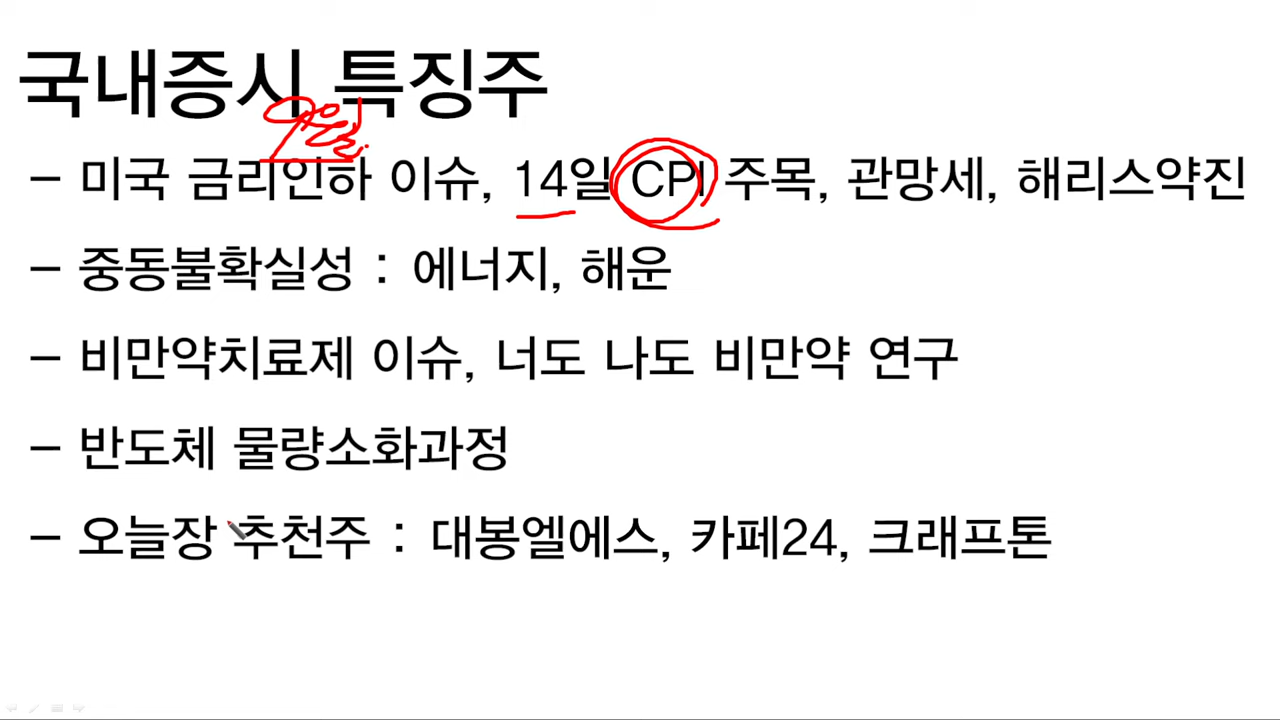 국내증시 특징주
– 미국 금리인하 이슈, 14일 CPI 주목, 관망세, 해리스약진
– 중동불확실성 : 에너지, 해운
– 비만약치료제 이슈, 너도 나도 비만약 연구
– 반도체 물량소화과정
– 오늘장 추천주 : 대봉엘에스, 카페24, 크래프톤